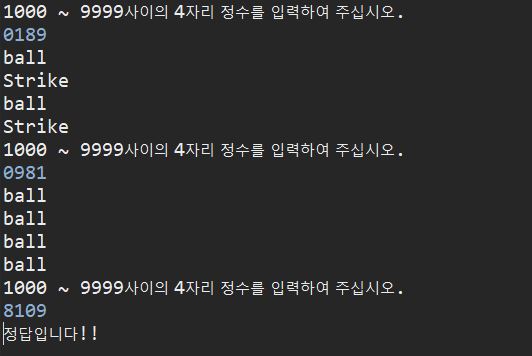 1000 ~ 9999사이의 4자리 정수를 입력하여 주십시오.
0189
ball
Strike
ball
Strike
1000 ~ 9999사이의 4자리 정수를 입력하여 주십시오.
0981
ball
ball
ball
ball
1000 ~ 9999사이의 4자리 정수를 입력하여 주십시오.
8109
정답입니다!!